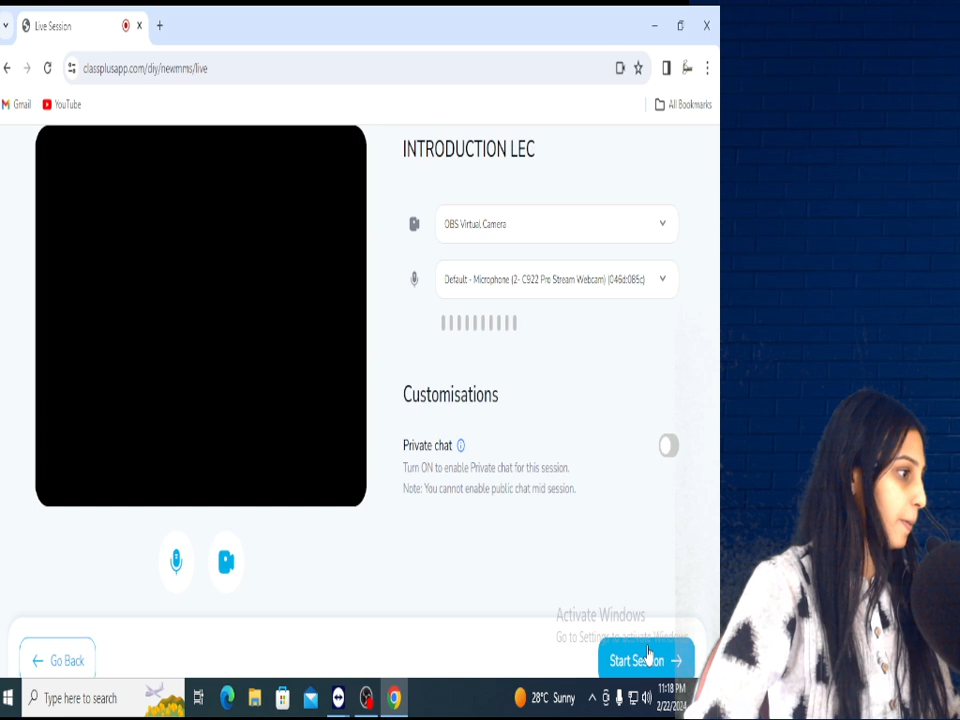 Live Session
classplusapp.com/diy/newmms/live
Gmail YouTube All Bookmarks
INTRODUCTION LEC
OBS Virtual Camera
Default - Microphone (2- C922 Pro Stream Webcam) (046d:085c)
Customisations
Private chat
Turn ON to enable Private chat for this session.
Note: You cannot enable public chat mid session.
Activate Windows
Go to Settings to activate Windows.
Go Back
Start Session
Type here to search
28°C Sunny
11:18 PM